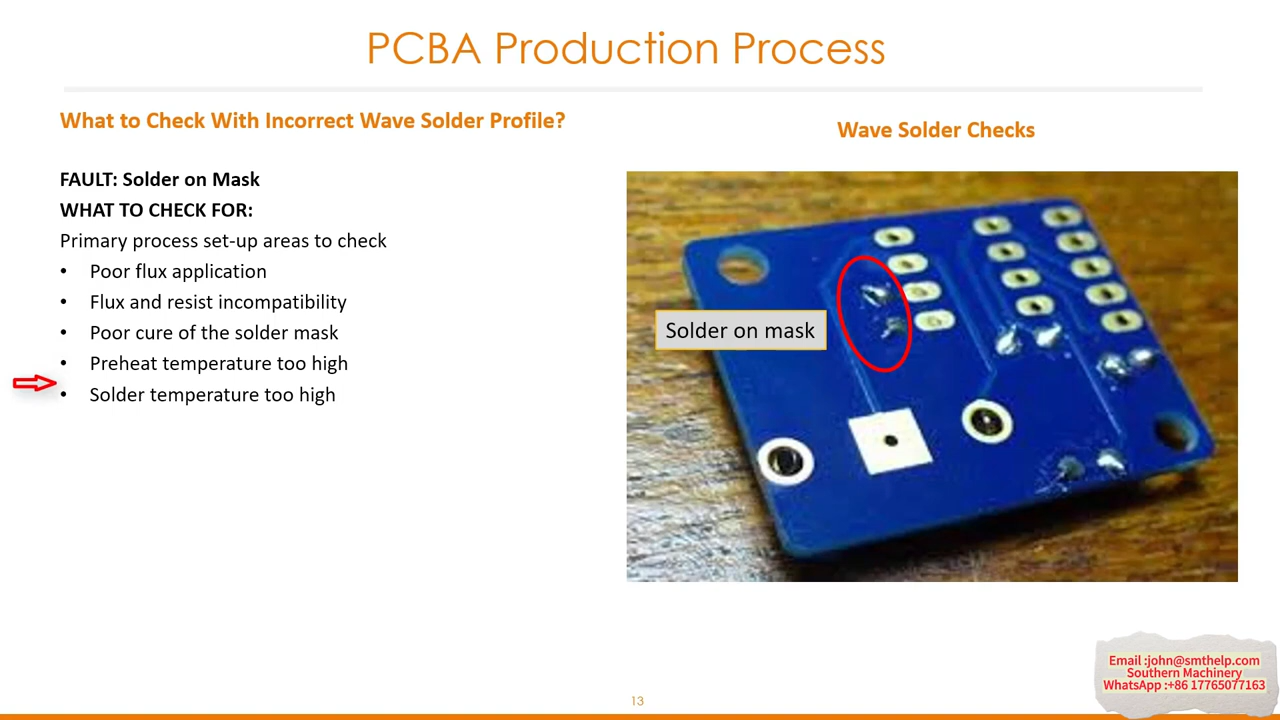 PCBA Production Process
What to Check With Incorrect Wave Solder Profile?
FAULT: Solder on Mask
WHAT TO CHECK FOR:
Primary process set-up areas to check
• Poor flux application
• Flux and resist incompatibility
• Poor cure of the solder mask
• Preheat temperature too high
• Solder temperature too high
Wave Solder Checks
Solder on mask
13
Email :john@smthelp.com
Southern Machinery
WhatsApp :+86 17765077163